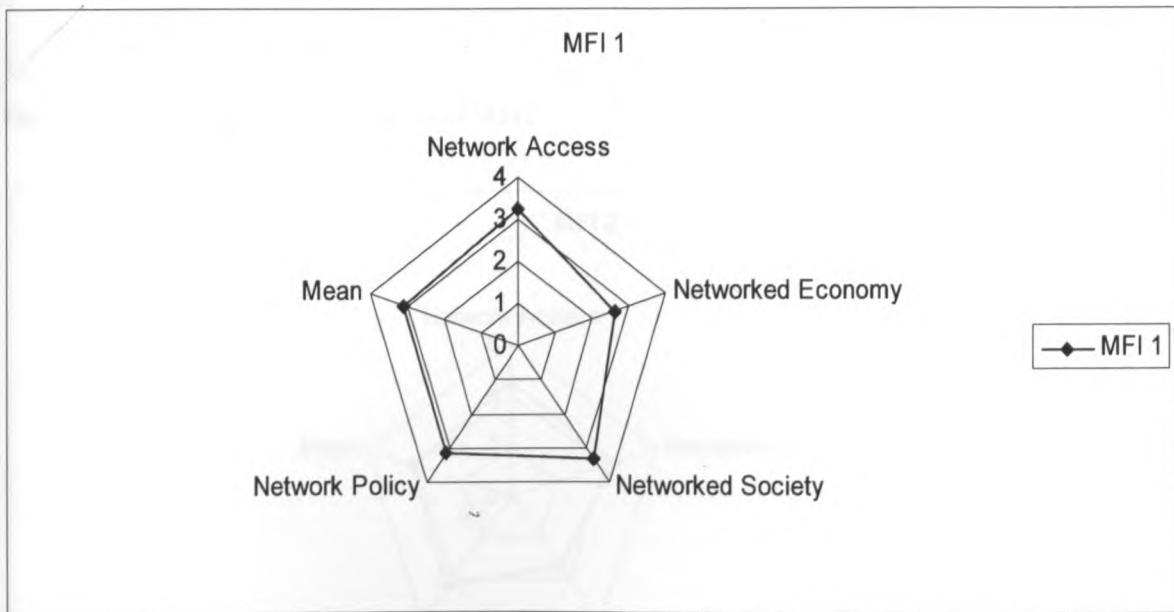 MFI 1
Network Access
4
3
2
1
0
Mean
Networked Economy
MFI 1
Network Policy
Networked Society